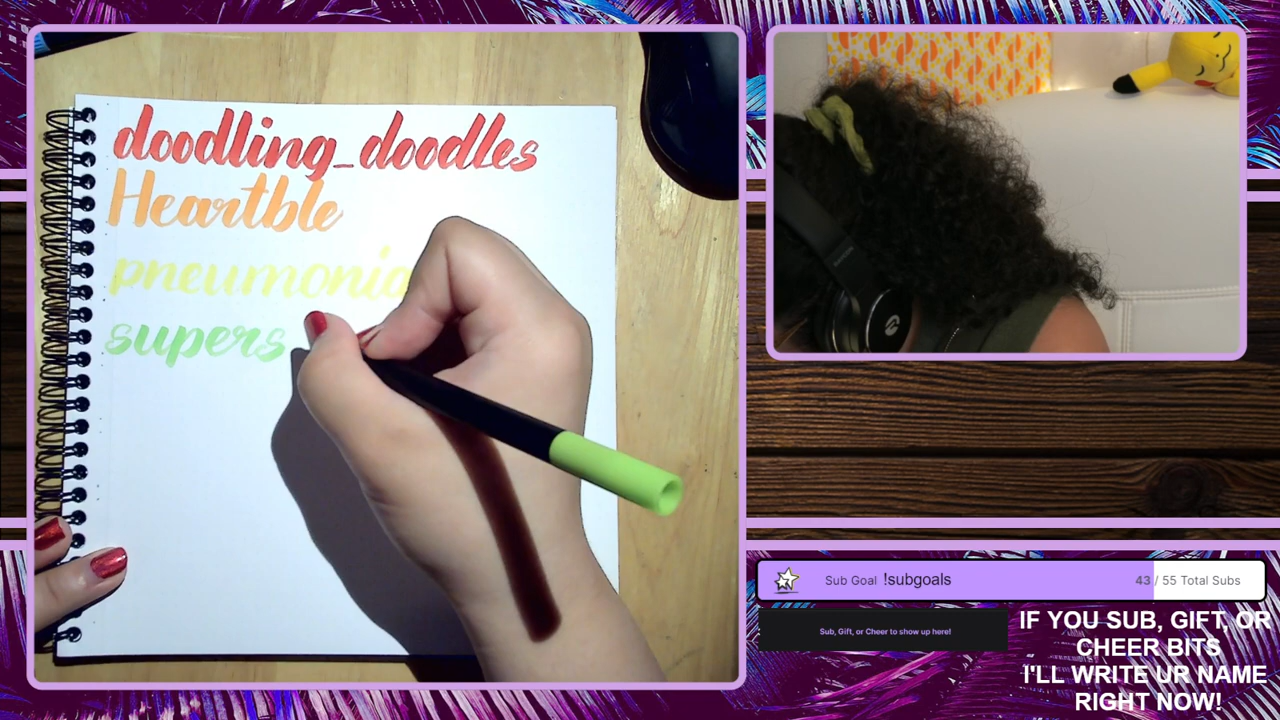 doodling_doodles
Heartble
pneumonia
supers
Sub Goal !subgoals 43 / 55 Total Subs
Sub, Gift, or Cheer to show up here!
IF YOU SUB, GIFT, OR
CHEER BITS
I'LL WRITE UR NAME
RIGHT NOW!